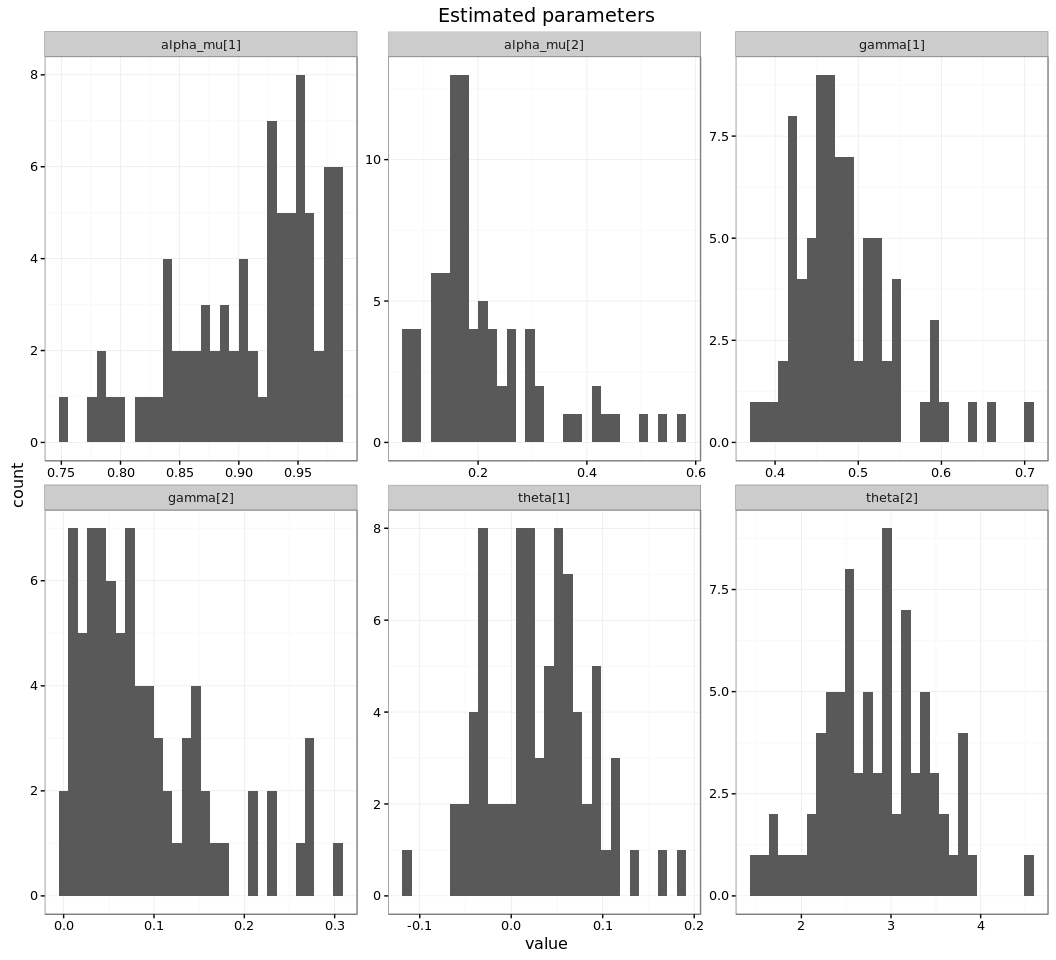 Estimated parameters
alpha_mu[1] alpha_mu[2] gamma[1]
8
6
4
2
0
0.75 0.80 0.85 0.90 0.95
10
5
0
0.2 0.4 0.6
7.5
5.0
2.5
0.0
0.4 0.5 0.6 0.7
count
gamma[2] theta[1] theta[2]
6
4
2
0
0.0 0.1 0.2 0.3
8
6
4
2
0
-0.1 0.0 0.1 0.2
7.5
5.0
2.5
0.0
2 3 4
value